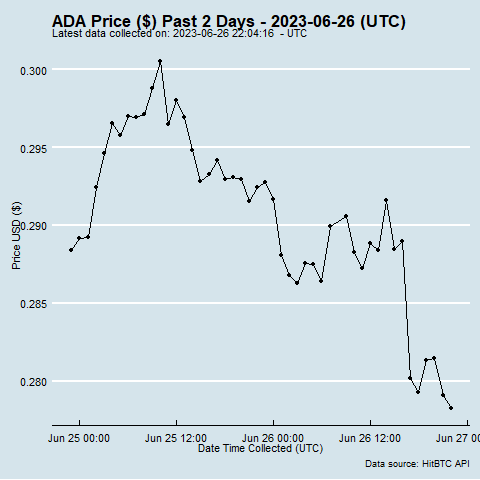 ADA Price ($) Past 2 Days - 2023-06-26 (UTC)
Latest data collected on: 2023-06-26 22:04:16 - UTC
0.300
0.295
0.290
0.285
0.280
Price USD ($)
Jun 25 00:00 Jun 25 12:00 Jun 26 00:00 Jun 26 12:00 Jun 27 0
Date Time Collected (UTC)
Data source: HitBTC API